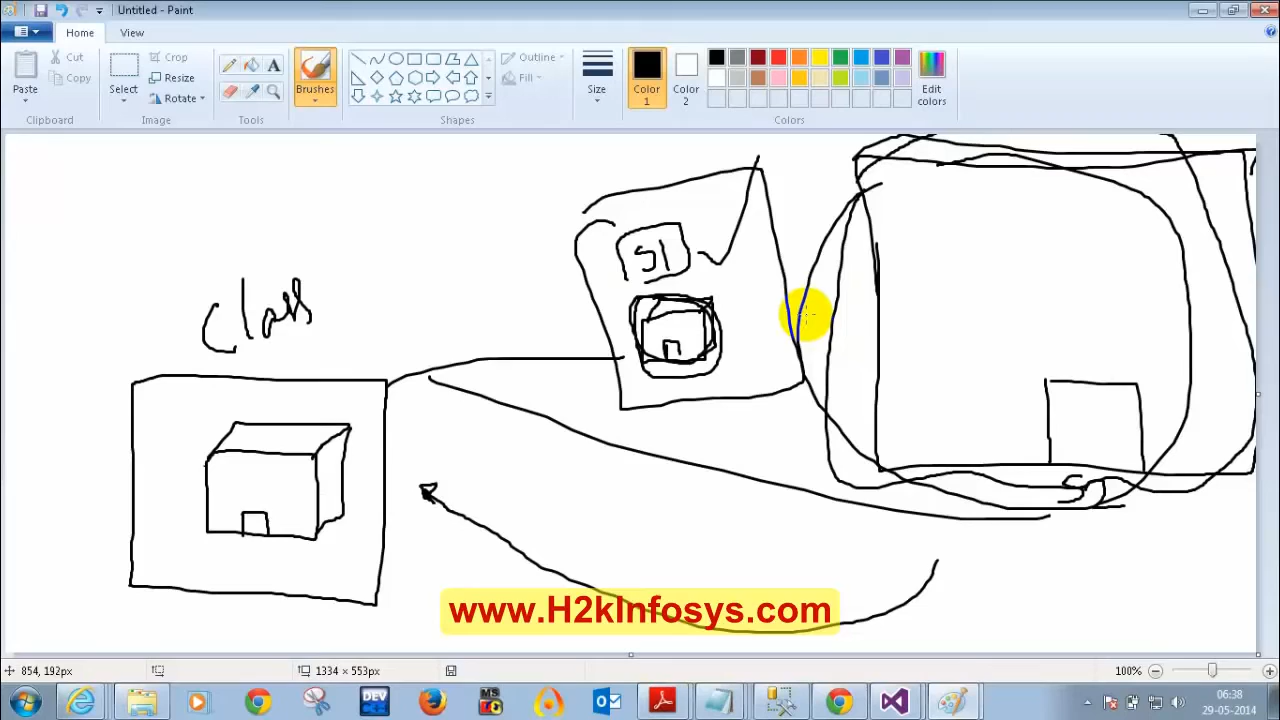 Untitled - Paint
Home View
Paste
Cut
Copy
Select
Crop
Resize
Rotate
Brushes
Outline
Fill
Size
Color 1
Color 2
Edit colors
Clipboard Image Tools Shapes Colors
S1
class
www.H2kInfosys.com
854, 192px
1334 × 553px
100%
DEV
MS
06:38
29-05-2014